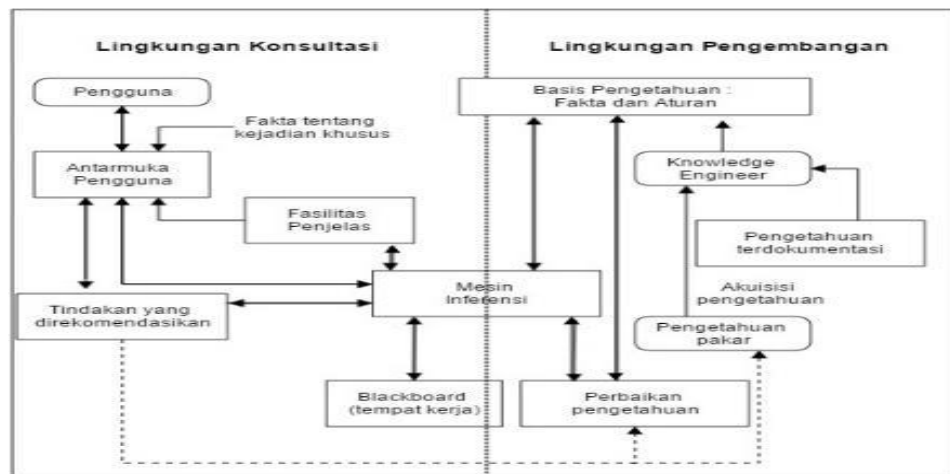 Lingkungan Konsultasi
Lingkungan Pengembangan
Pengguna
Fakta tentang
kejadian khusus
Basis Pengetahuan :
Fakta dan Aturan
Antarmuka
Pengguna
Knowledge
Engineer
Fasilitas
Penjelas
Pengetahuan
terdokumentasi
Mesin
Inferensi
Akuisisi
pengetahuan
Tindakan yang
direkomendasikan
Pengetahuan
pakar
Blackboard
(tempat kerja)
Perbaikan
pengetahuan